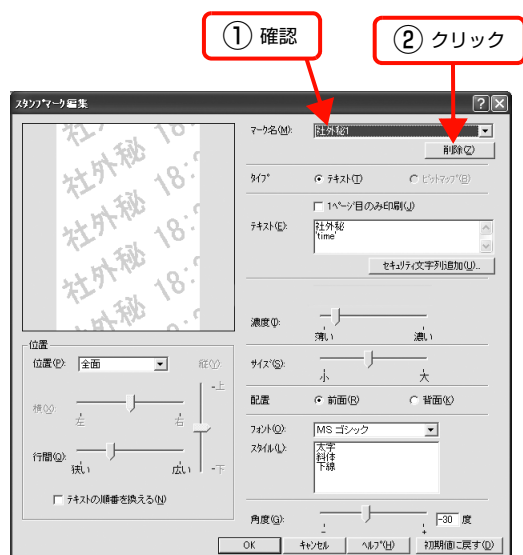 ① 確認
② クリック
スタンプマーク編集
マーク名(M):
社外秘1
削除(Z)
タイプ
テキスト(T)
ビットマップ(B)
1ページ目のみ印刷(J)
テキスト(E):
社外秘
'time'
セキュリティ文字列追加(U)...
社外秘 18:2
社外秘 18:2
社外秘 18:2
社外秘 18:2
濃度(I):
薄い
濃い
位置
位置(P):
全面
縦(Y)
上
横(X):
左
右
行間(Q):
狭い
広い
下
テキストの順番を換える(N)
サイズ(S):
小
大
配置
前面(R)
背面(K)
フォント(O):
MS ゴシック
スタイル(L):
太字
斜体
下線
角度(G):
-30 度
-
+
OK
キャンセル
ヘルプ(H)
初期値に戻す(D)